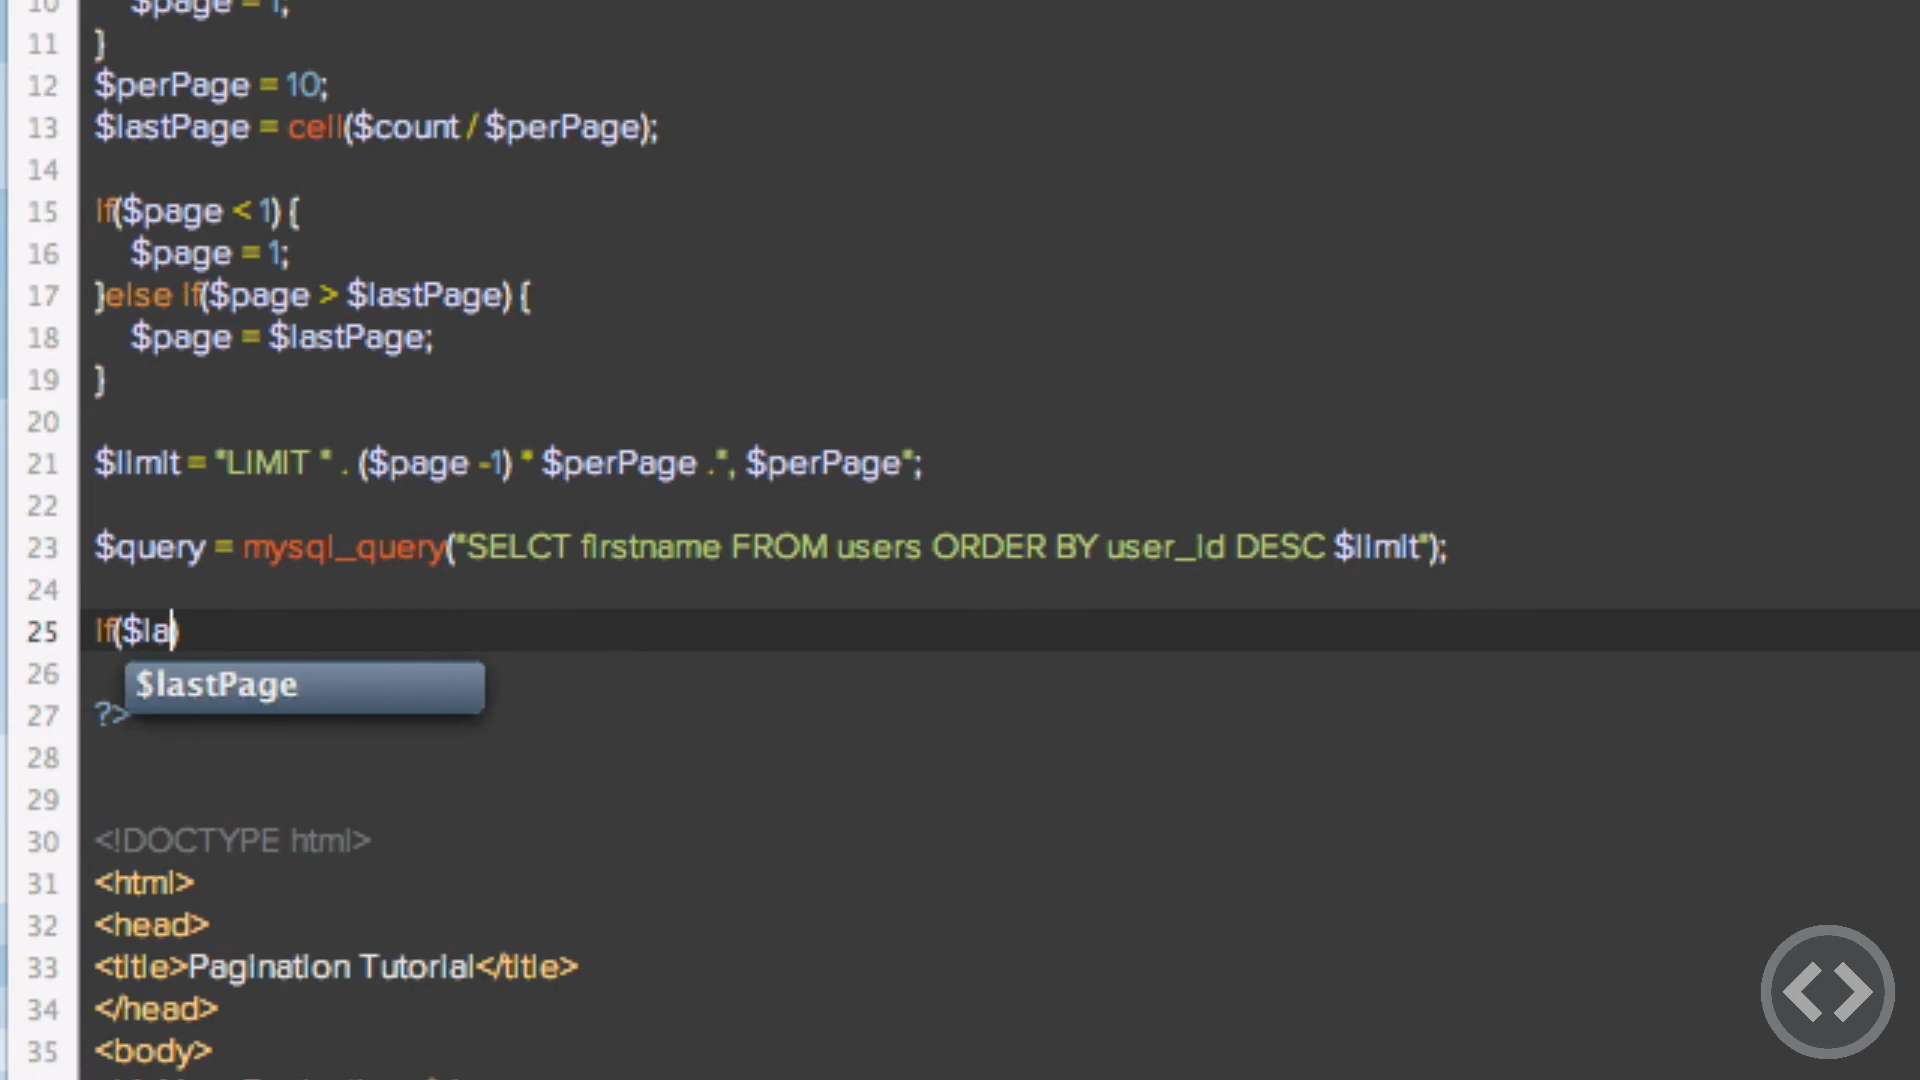 10 $page = 1;
11 }
12 $perPage = 10;
13 $lastPage = ceil($count / $perPage);
14
15 if($page < 1) {
16 $page = 1;
17 }else if($page > $lastPage) {
18 $page = $lastPage;
19 }
20
21 $limit = "LIMIT " . ($page -1) * $perPage .", $perPage";
22
23 $query = mysql_query("SELCT firstname FROM users ORDER BY user_id DESC $limit");
24
25 if($la)
26 $lastPage
27 ?>
28
29
30 <!DOCTYPE html>
31 <html>
32 <head>
33 <title>Pagination Tutorial</title>
34 </head>
35 <body>